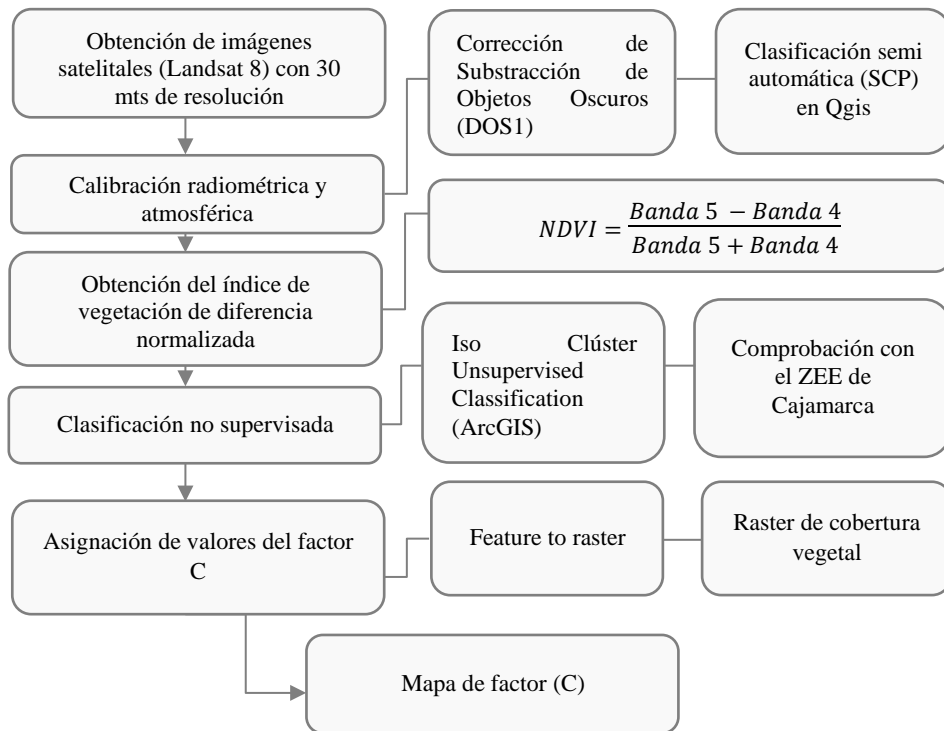 Obtención de imágenes
satelitales (Landsat 8) con 30
mts de resolución
Corrección de
Substracción de
Objetos Oscuros
(DOS1)
Clasificación semi
automática (SCP)
en Qgis
Calibración radiométrica y
atmosférica
NDVI = (Banda 5 − Banda 4) / (Banda 5 + Banda 4)
Obtención del índice de
vegetación de diferencia
normalizada
Iso Clúster
Unsupervised
Classification
(ArcGIS)
Comprobación con
el ZEE de
Cajamarca
Clasificación no supervisada
Asignación de valores del factor
C
Feature to raster
Raster de cobertura
vegetal
Mapa de factor (C)